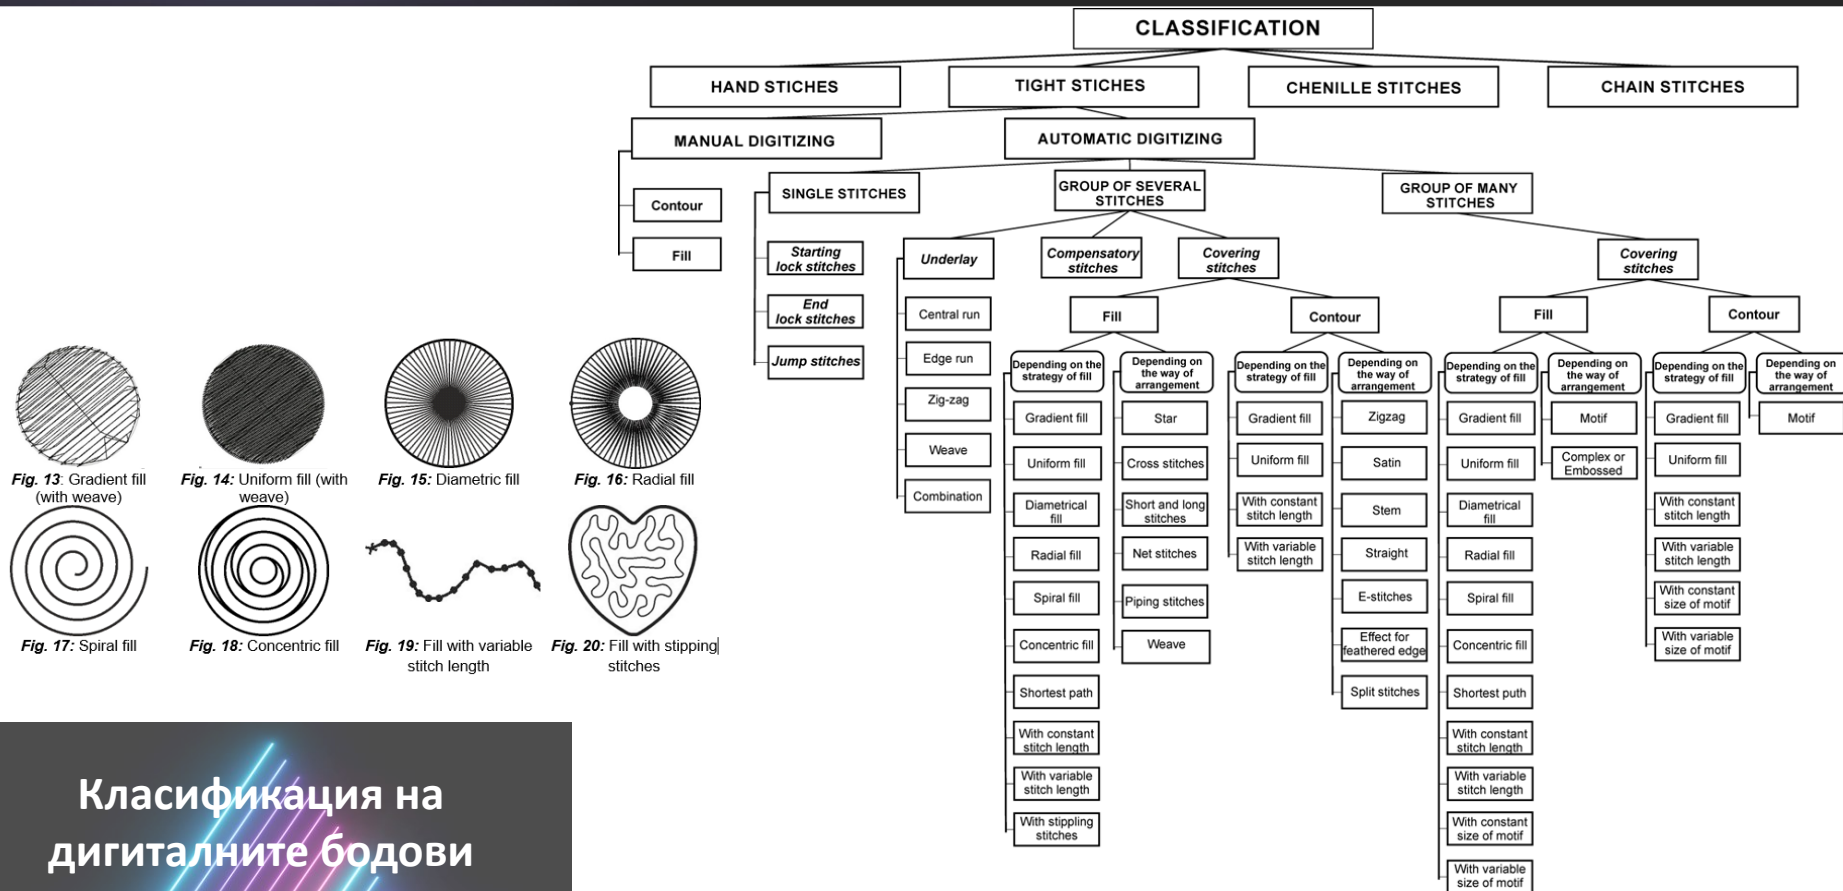 CLASSIFICATION
HAND STICHES
TIGHT STICHES
CHENILLE STITCHES
CHAIN STITCHES
MANUAL DIGITIZING
AUTOMATIC DIGITIZING
Contour
Fill
SINGLE STITCHES
GROUP OF SEVERAL
STITCHES
GROUP OF MANY
STITCHES
Starting
lock stitches
End
lock stitches
Jump stitches
Underlay
Compensatory
stitches
Covering
stitches
Covering
stitches
Central run
Edge run
Zig-zag
Weave
Combination
Fill
Contour
Fill
Contour
Depending on the
strategy of fill
Gradient fill
Uniform fill
Diametrical
fill
Radial fill
Spiral fill
Concentric fill
Shortest path
With constant
stitch length
With variable
stitch length
With stippling
stitches
Depending on
the way of
arrangement
Star
Cross stitches
Short and long
stitches
Net stitches
Piping stitches
Weave
Depending on the
strategy of fill
Gradient fill
Uniform fill
With constant
stitch length
With variable
stitch length
Depending on
the way of
arrangement
Zigzag
Satin
Stem
Straight
E-stitches
Effect for
feathered edge
Split stitches
Depending on the
strategy of fill
Gradient fill
Uniform fill
Diametrical
fill
Radial fill
Spiral fill
Concentric fill
Shortest puth
With constant
stitch length
With variable
stitch length
With constant
size of motif
With variable
size of motif
Depending on
the way of
arrangement
Motif
Complex or
Embossed
Depending on the
strategy of fill
Gradient fill
Uniform fill
With constant
stitch length
With variable
stitch length
With constant
size of motif
With variable
size of motif
Depending on
the way of
arrangement
Motif
Fig. 13: Gradient fill
(with weave)
Fig. 14: Uniform fill (with
weave)
Fig. 15: Diametric fill
Fig. 16: Radial fill
Fig. 17: Spiral fill
Fig. 18: Concentric fill
Fig. 19: Fill with variable
stitch length
Fig. 20: Fill with stipping
stitches
Класификация на
дигиталните бодови